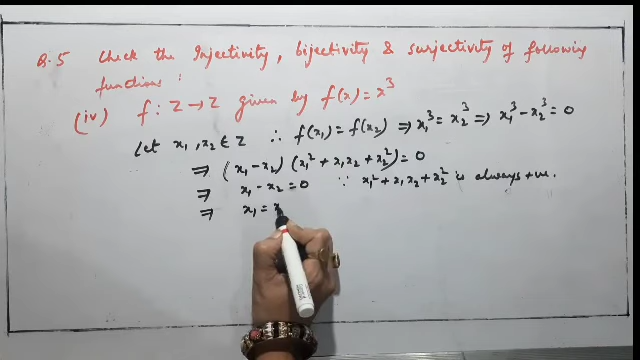 Q.5 Check the Injectivity, bijectivity & surjectivity of following
functions :
(iv) f : Z → Z given by f(x) = x³
Let x₁, x₂ ∈ Z ∴ f(x₁) = f(x₂) ⇒ x₁³ = x₂³ ⇒ x₁³ - x₂³ = 0
⇒ (x₁ - x₂) (x₁² + x₁x₂ + x₂²) = 0
⇒ x₁ - x₂ = 0 ∵ x₁² + x₁x₂ + x₂² is always +ve.
⇒ x₁ = x